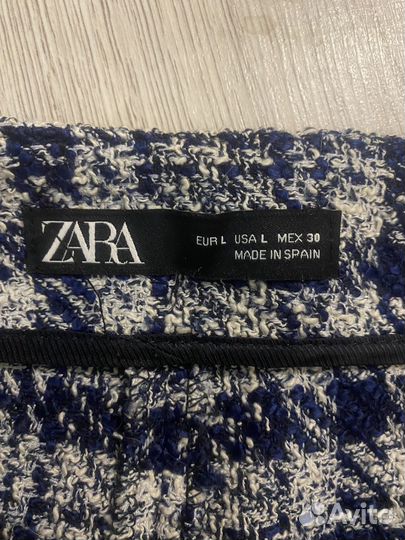 ZARA
EUR L USA L MEX 30
MADE IN SPAIN
Avito